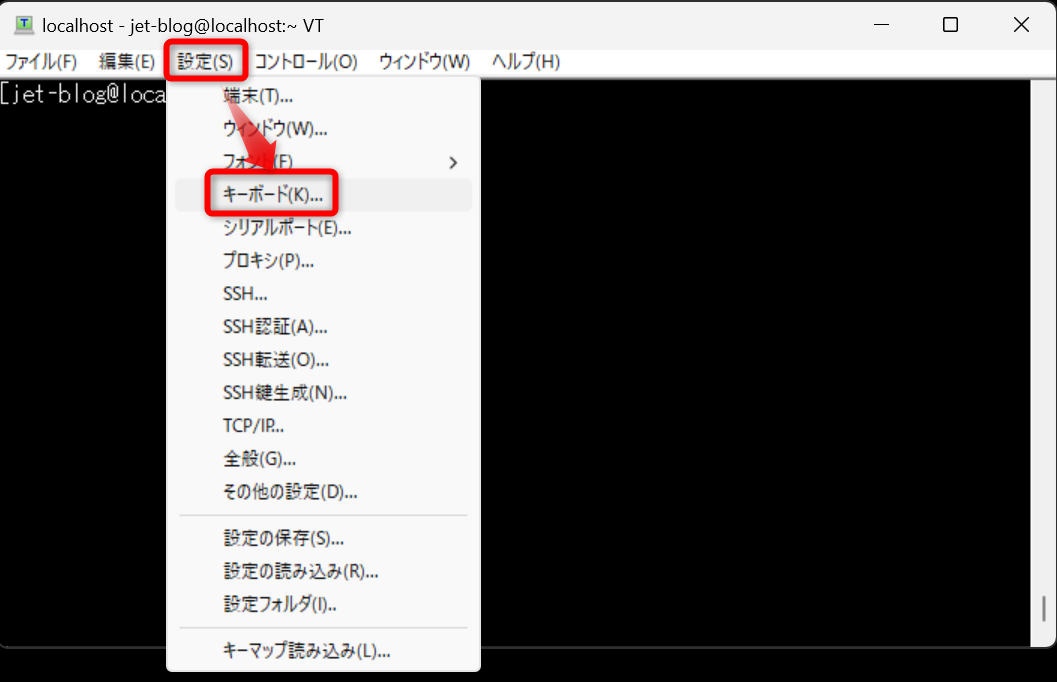 localhost - jet-blog@localhost:~ VT
ファイル(F) 編集(E) 設定(S) コントロール(O) ウィンドウ(W) ヘルプ(H)
[jet-blog@loca
端末(T)...
ウィンドウ(W)...
フォント(F)
キーボード(K)...
シリアルポート(E)...
プロキシ(P)...
SSH...
SSH認証(A)...
SSH転送(O)...
SSH鍵生成(N)...
TCP/IP...
全般(G)...
その他の設定(D)...
設定の保存(S)...
設定の読み込み(R)...
設定フォルダ(I)..
キーマップ読み込み(L)...